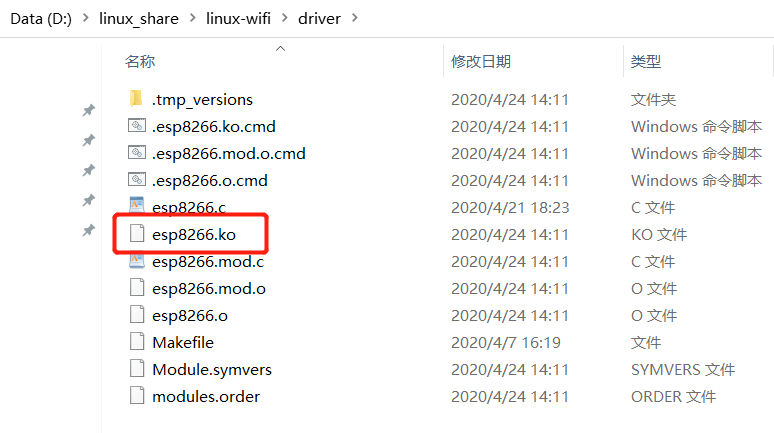 Data (D:) > linux_share > linux-wifi > driver >
名称 修改日期 类型
.tmp_versions 2020/4/24 14:11 文件夹
.esp8266.ko.cmd 2020/4/24 14:11 Windows 命令脚本
.esp8266.mod.o.cmd 2020/4/24 14:11 Windows 命令脚本
.esp8266.o.cmd 2020/4/24 14:11 Windows 命令脚本
esp8266.c 2020/4/21 18:23 C 文件
esp8266.ko 2020/4/24 14:11 KO 文件
esp8266.mod.c 2020/4/24 14:11 C 文件
esp8266.mod.o 2020/4/24 14:11 O 文件
esp8266.o 2020/4/24 14:11 O 文件
Makefile 2020/4/7 16:19 文件
Module.symvers 2020/4/24 14:11 SYMVERS 文件
modules.order 2020/4/24 14:11 ORDER 文件